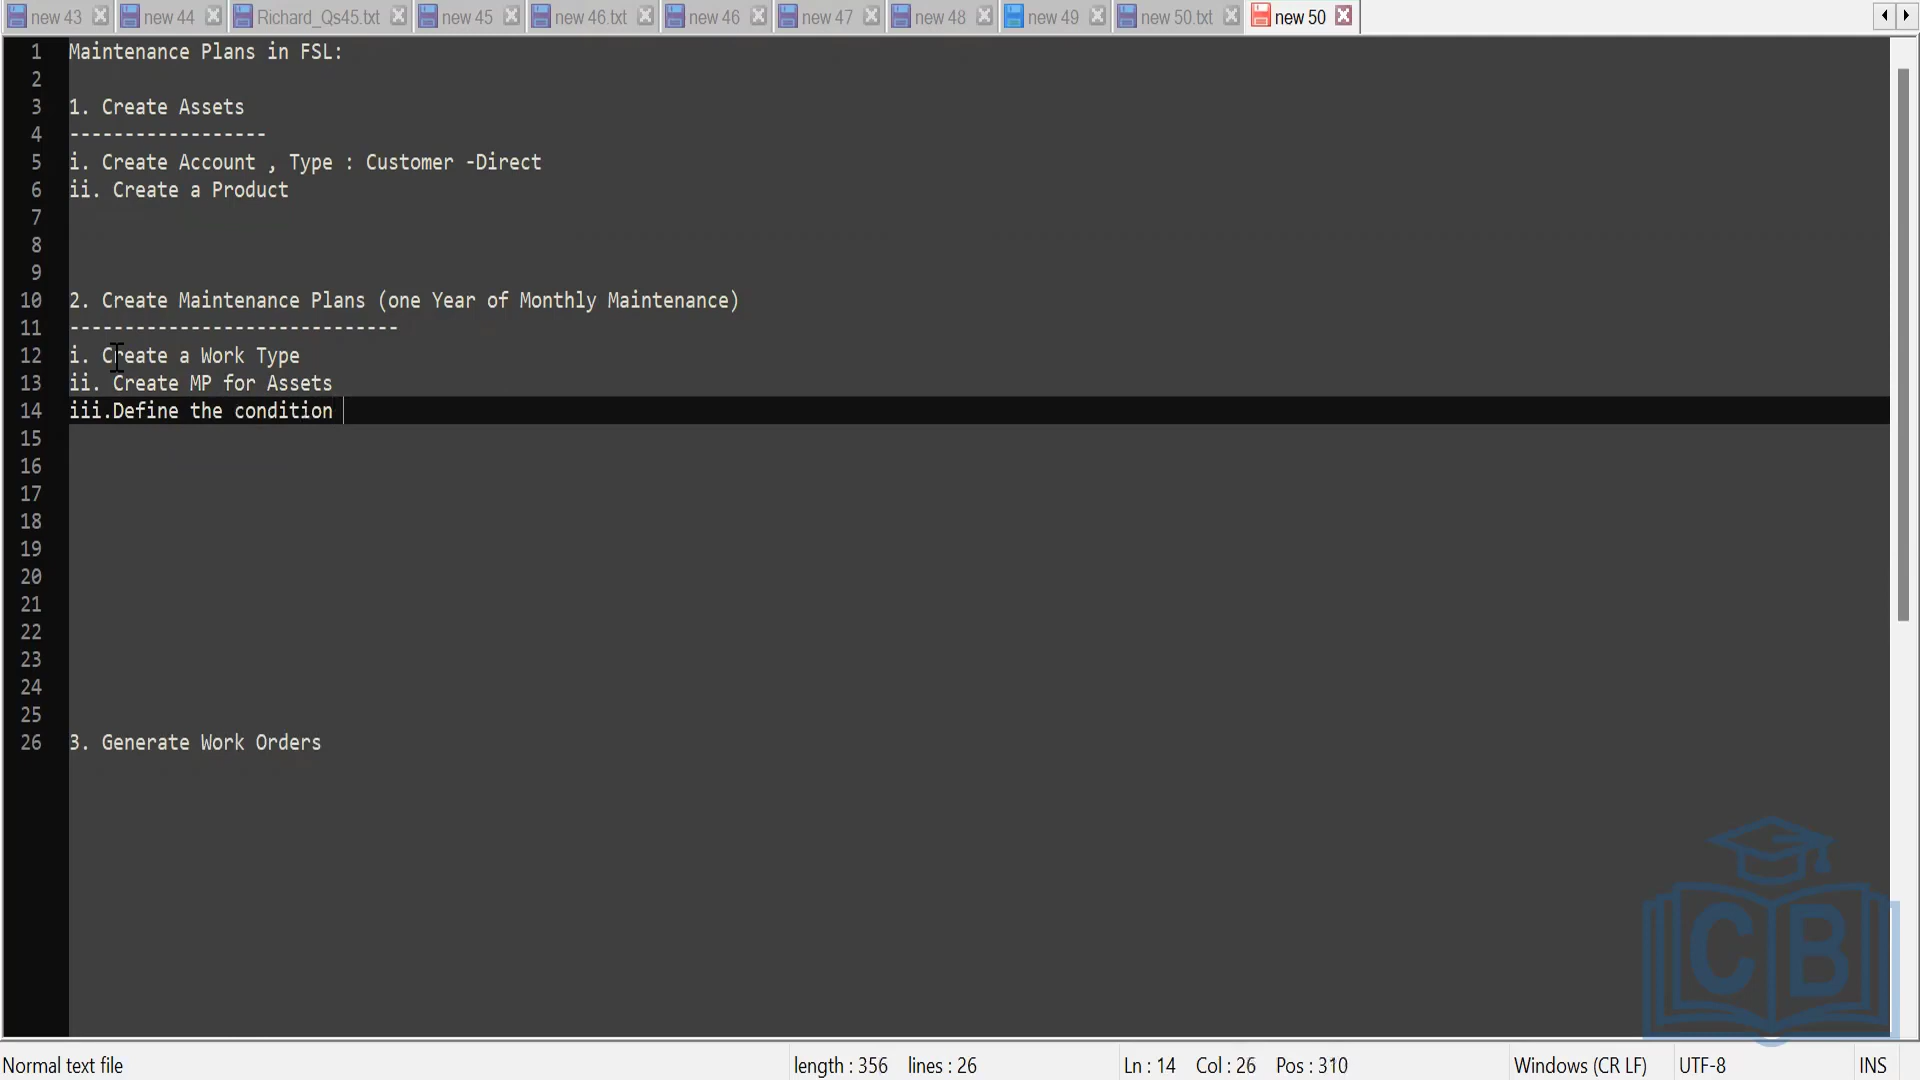 new 43 new 44 Richard_Qs45.txt new 45 new 46.txt new 46 new 47 new 48 new 49 new 50.txt new 50
1 Maintenance Plans in FSL:
2
3 1. Create Assets
4 ------------------
5 i. Create Account , Type : Customer -Direct
6 ii. Create a Product
7
8
9
10 2. Create Maintenance Plans (one Year of Monthly Maintenance)
11 ------------------------------
12 i. Create a Work Type
13 ii. Create MP for Assets
14 iii.Define the condition
15
16
17
18
19
20
21
22
23
24
25
26 3. Generate Work Orders
CB
Normal text file length : 356 lines : 26 Ln : 14 Col : 26 Pos : 310 Windows (CR LF) UTF-8 INS